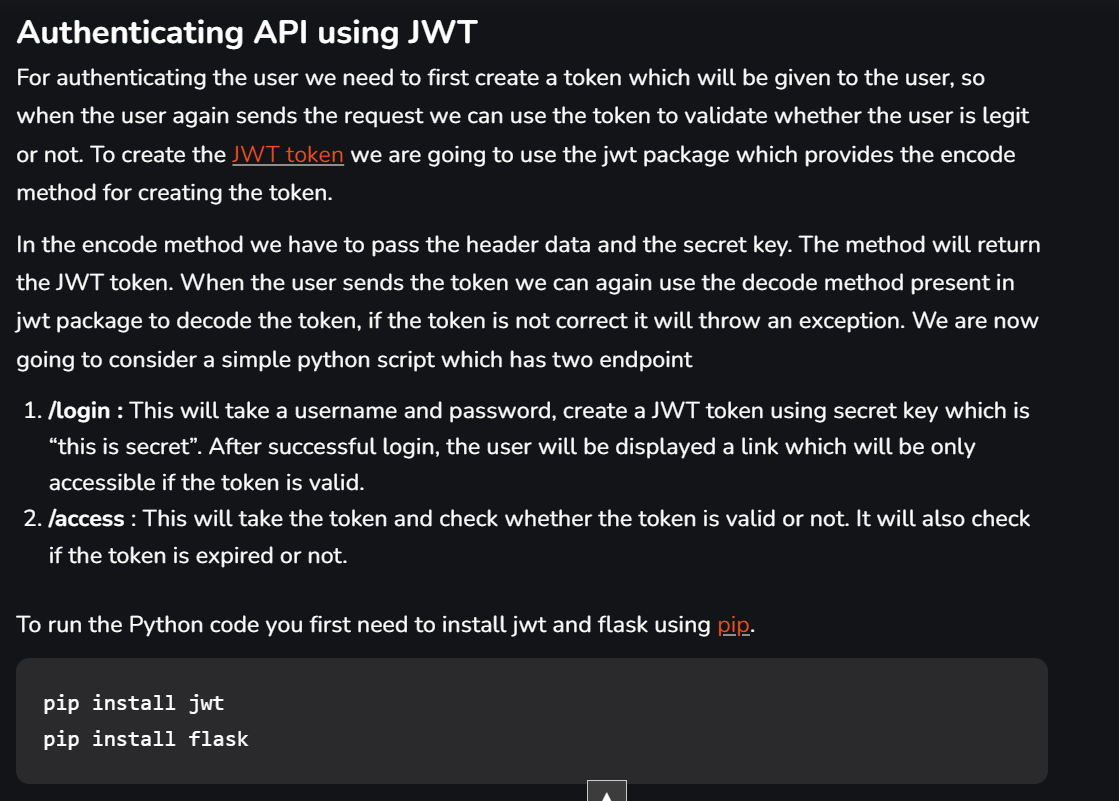 Authenticating API using JWT
For authenticating the user we need to first create a token which will be given to the user, so
when the user again sends the request we can use the token to validate whether the user is legit
or not. To create the JWT token we are going to use the jwt package which provides the encode
method for creating the token.
In the encode method we have to pass the header data and the secret key. The method will return
the JWT token. When the user sends the token we can again use the decode method present in
jwt package to decode the token, if the token is not correct it will throw an exception. We are now
going to consider a simple python script which has two endpoint
1. /login : This will take a username and password, create a JWT token using secret key which is
“this is secret”. After successful login, the user will be displayed a link which will be only
accessible if the token is valid.
2. /access : This will take the token and check whether the token is valid or not. It will also check
if the token is expired or not.
To run the Python code you first need to install jwt and flask using pip.
pip install jwt
pip install flask